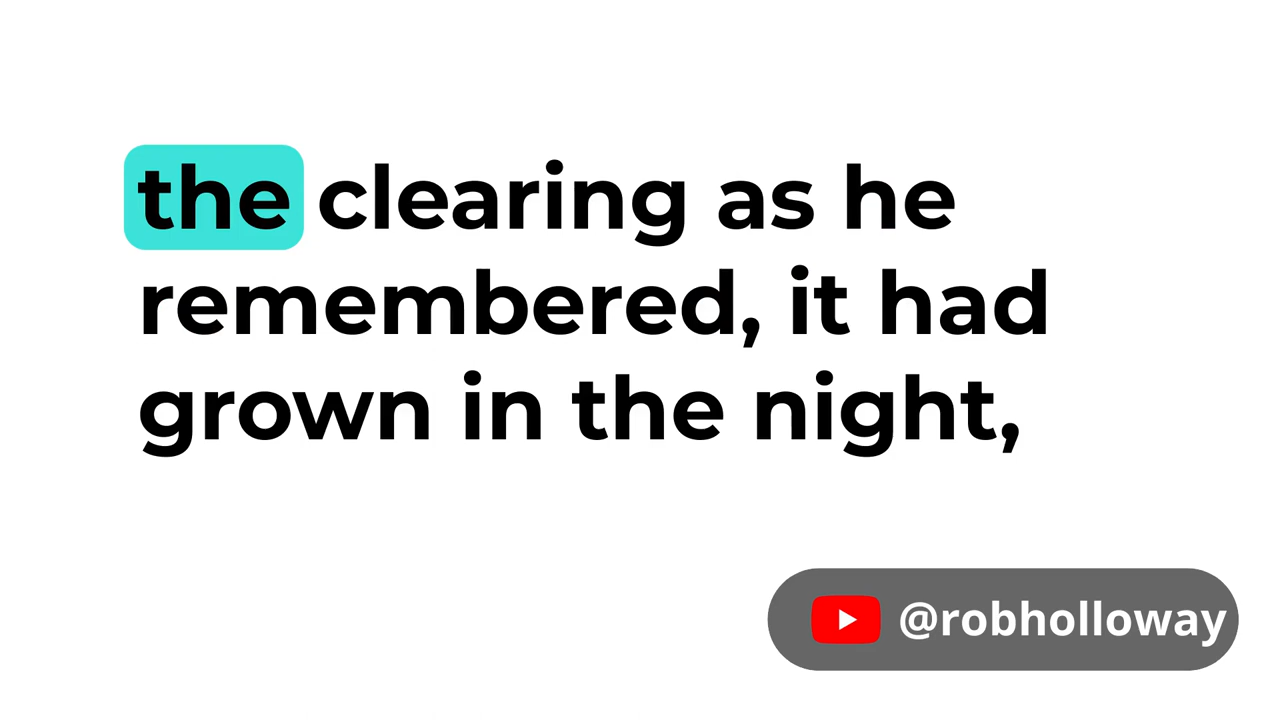 the clearing as he
remembered, it had
grown in the night,
@robholloway